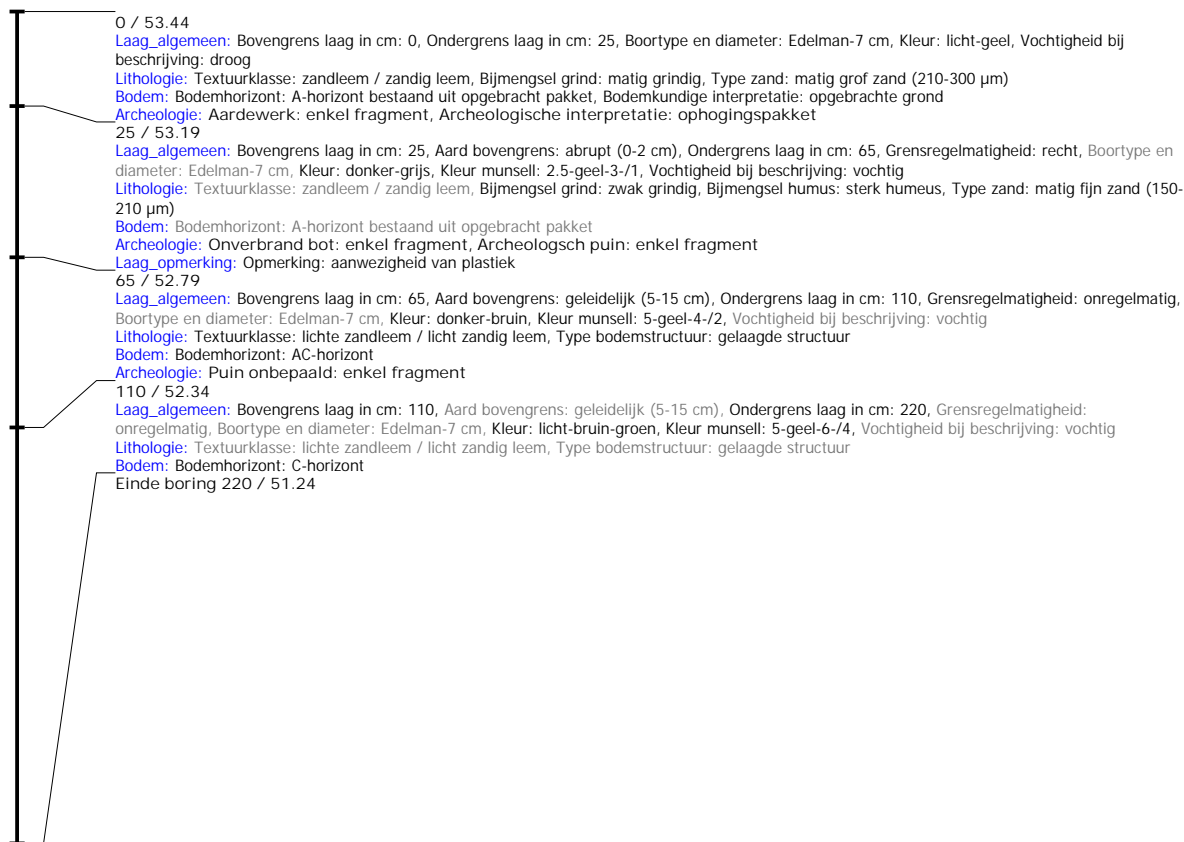 0 / 53.44
Laag_algemeen: Bovengrens laag in cm: 0, Ondergrens laag in cm: 25, Boortype en diameter: Edelman-7 cm, Kleur: licht-geel, Vochtigheid bij
beschrijving: droog
Lithologie: Textuurklasse: zandleem / zandig leem, Bijmengsel grind: matig grindig, Type zand: matig grof zand (210-300 µm)
Bodem: Bodemhorizont: A-horizont bestaand uit opgebracht pakket, Bodemkundige interpretatie: opgebrachte grond
Archeologie: Aardewerk: enkel fragment, Archeologische interpretatie: ophogingspakket
25 / 53.19
Laag_algemeen: Bovengrens laag in cm: 25, Aard bovengrens: abrupt (0-2 cm), Ondergrens laag in cm: 65, Grensregelmatigheid: recht, Boortype en
diameter: Edelman-7 cm, Kleur: donker-grijs, Kleur munsell: 2.5-geel-3-/1, Vochtigheid bij beschrijving: vochtig
Lithologie: Textuurklasse: zandleem / zandig leem, Bijmengsel grind: zwak grindig, Bijmengsel humus: sterk humeus, Type zand: matig fijn zand (150-
210 µm)
Bodem: Bodemhorizont: A-horizont bestaand uit opgebracht pakket
Archeologie: Onverbrand bot: enkel fragment, Archeologsch puin: enkel fragment
Laag_opmerking: Opmerking: aanwezigheid van plastiek
65 / 52.79
Laag_algemeen: Bovengrens laag in cm: 65, Aard bovengrens: geleidelijk (5-15 cm), Ondergrens laag in cm: 110, Grensregelmatigheid: onregelmatig,
Boortype en diameter: Edelman-7 cm, Kleur: donker-bruin, Kleur munsell: 5-geel-4-/2, Vochtigheid bij beschrijving: vochtig
Lithologie: Textuurklasse: lichte zandleem / licht zandig leem, Type bodemstructuur: gelaagde structuur
Bodem: Bodemhorizont: AC-horizont
Archeologie: Puin onbepaald: enkel fragment
110 / 52.34
Laag_algemeen: Bovengrens laag in cm: 110, Aard bovengrens: geleidelijk (5-15 cm), Ondergrens laag in cm: 220, Grensregelmatigheid:
onregelmatig, Boortype en diameter: Edelman-7 cm, Kleur: licht-bruin-groen, Kleur munsell: 5-geel-6-/4, Vochtigheid bij beschrijving: vochtig
Lithologie: Textuurklasse: lichte zandleem / licht zandig leem, Type bodemstructuur: gelaagde structuur
Bodem: Bodemhorizont: C-horizont
Einde boring 220 / 51.24